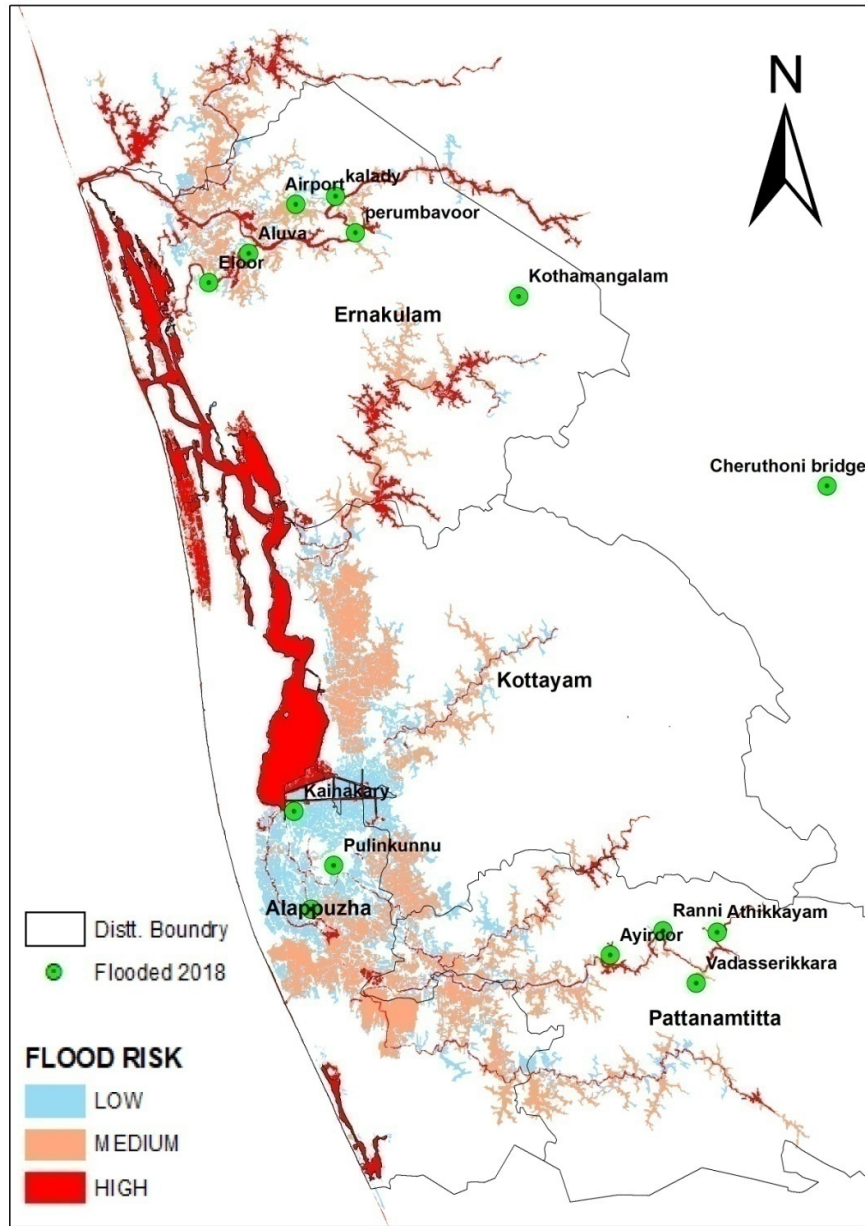 N
Airport
kalady
perumbavoor
Aluva
Eloor
Kothamangalam
Ernakulam
Cheruthoni bridge
Kottayam
Kaihakary
Pulinkunnu
Alappuzha
Ranni
Athikkayam
Ayiroor
Vadasserikkara
Pattanamtitta
Distt. Boundry
Flooded 2018
FLOOD RISK
LOW
MEDIUM
HIGH